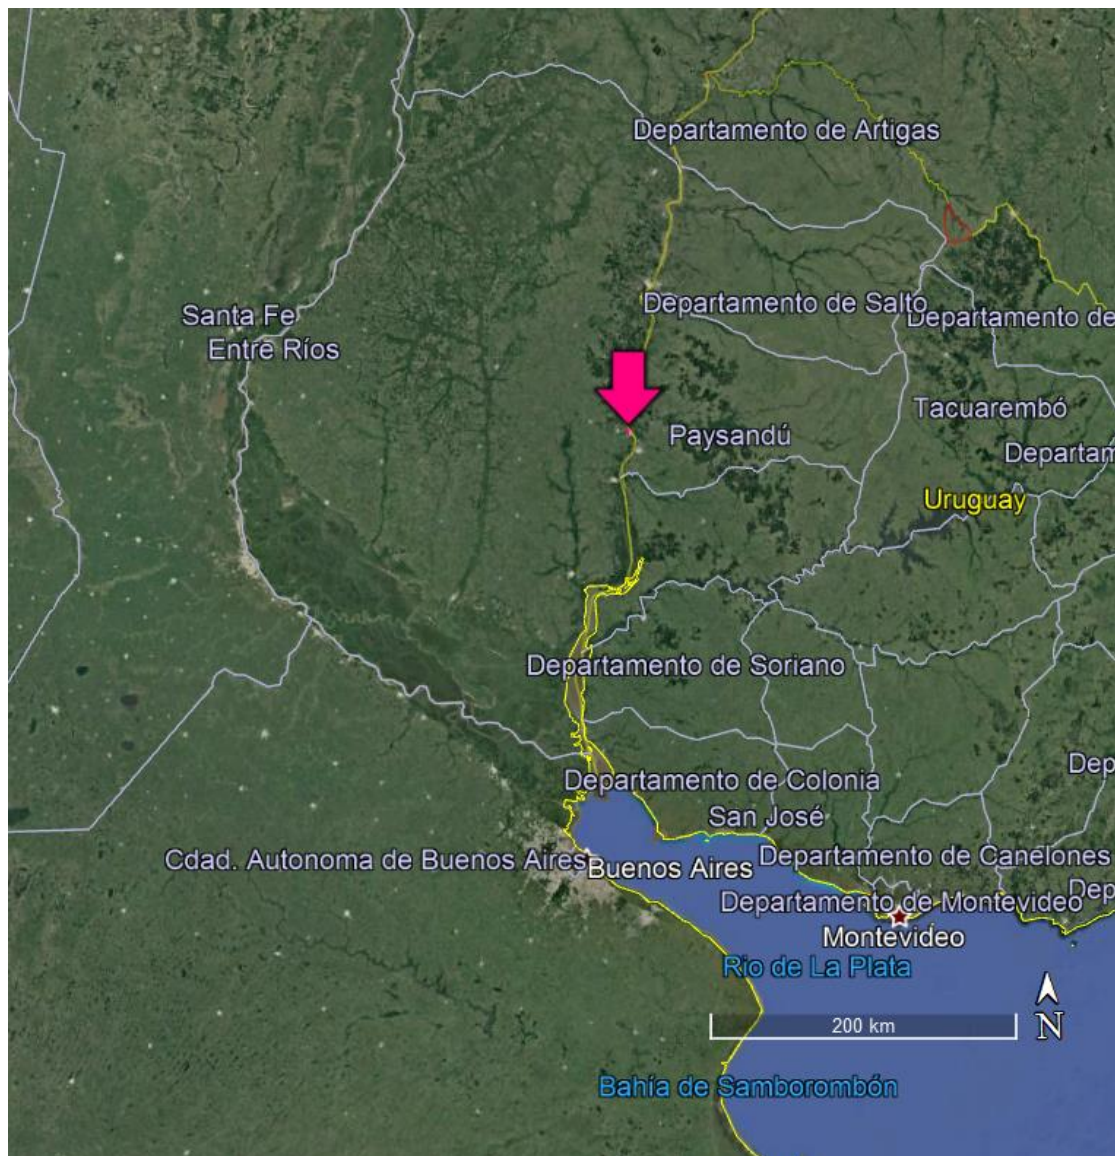 Departamento de Artigas
Santa Fe
Departamento de Salto
Departamento de
Entre Ríos
Tacuarembó
Paysandú
Departam
Uruguay
Departamento de Soriano
Dep
Departamento de Colonia
San José
Cdad. Autonoma de Buenos Aires
Buenos Aires
Departamento de Canelones
Departamento de Montevideo
Dep
Montevideo
Rio de La Plata
200 km
N
Bahía de Samborombón